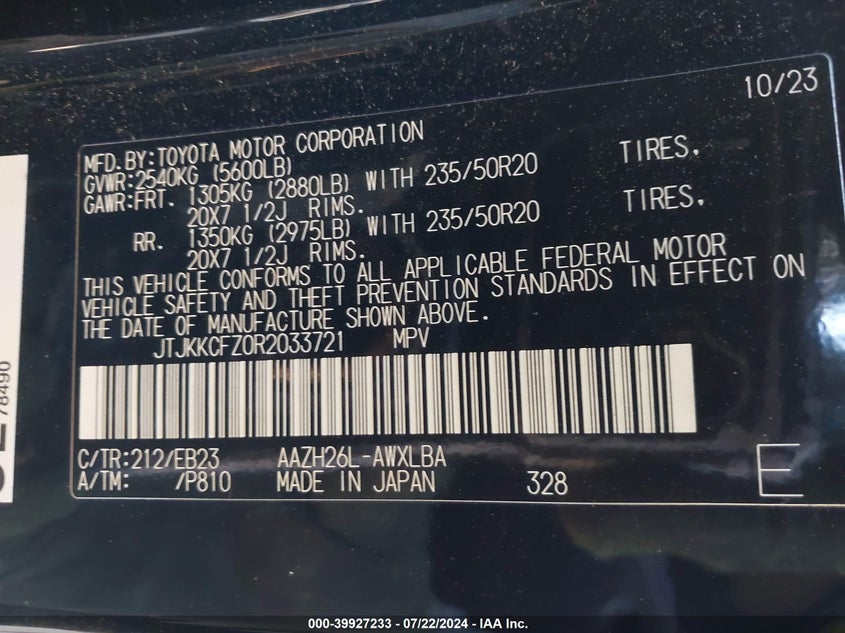 10/23
MFD.BY:TOYOTA MOTOR CORPORATION
GVWR:2540KG (5600LB)
GAWR:FRT. 1305KG (2880LB) WITH 235/50R20 TIRES.
20X7 1/2J RIMS.
RR. 1350KG (2975LB) WITH 235/50R20 TIRES.
20X7 1/2J RIMS.
THIS VEHICLE CONFORMS TO ALL APPLICABLE FEDERAL MOTOR
VEHICLE SAFETY AND THEFT PREVENTION STANDARDS IN EFFECT ON
THE DATE OF MANUFACTURE SHOWN ABOVE.
JTJKKCFZ0R2033721 MPV
C/TR:212/EB23 AAZH26L-AWXLBA
A/TM: /P810 MADE IN JAPAN 328 E
78490
000-39927233 - 07/22/2024 - IAA Inc.